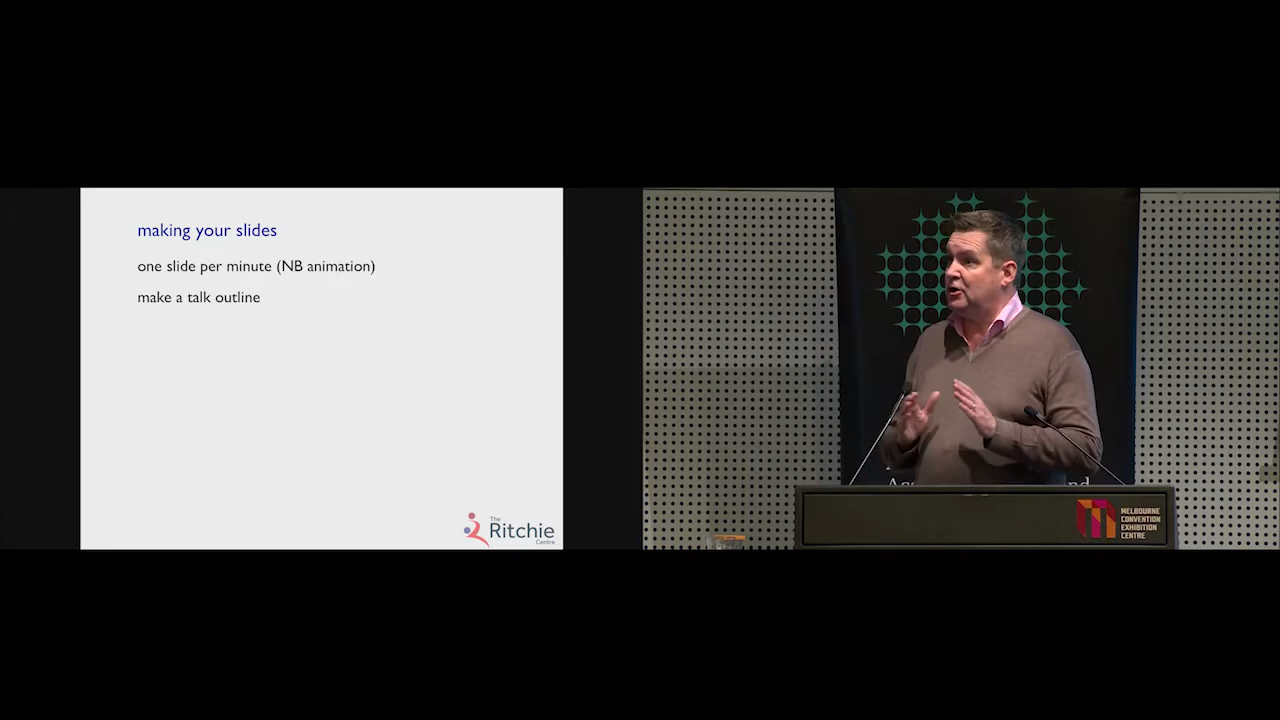 making your slides
one slide per minute (NB animation)
make a talk outline
The
Ritchie
Centre
MELBOURNE
CONVENTION
EXHIBITION
CENTRE